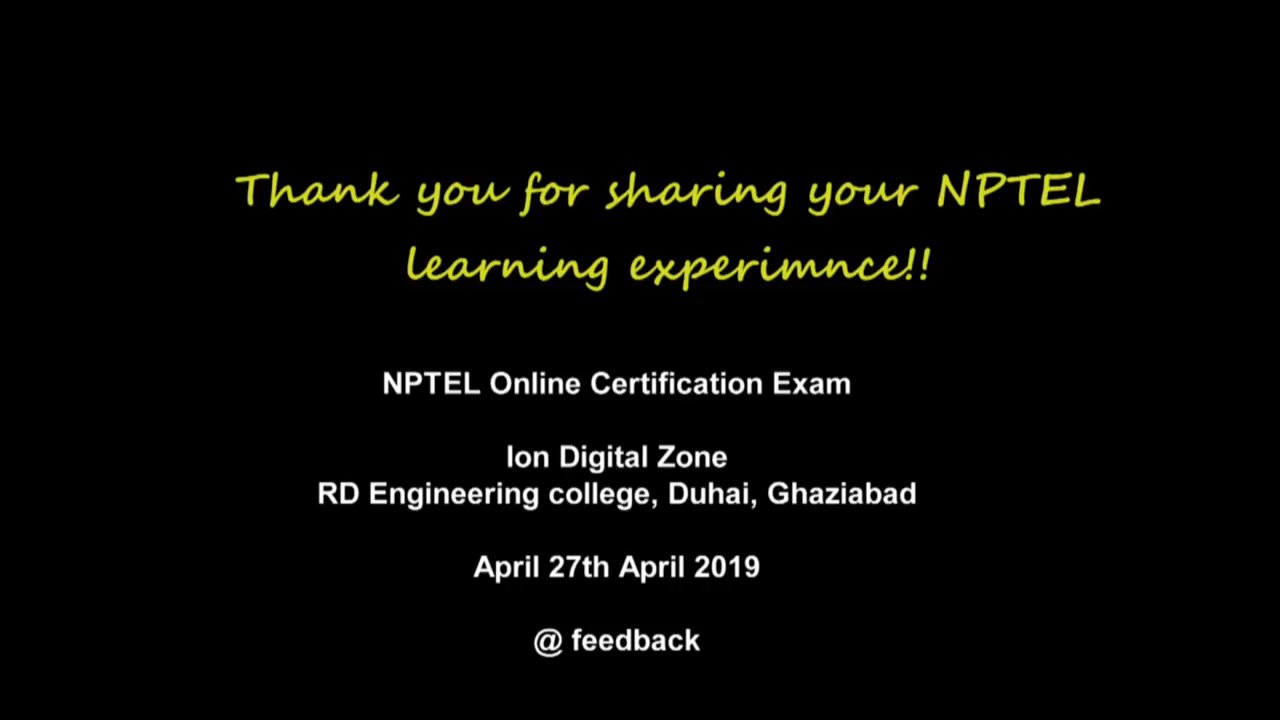 Thank you for sharing your NPTEL
learning experimnce!!
NPTEL Online Certification Exam
Ion Digital Zone
RD Engineering college, Duhai, Ghaziabad
April 27th April 2019
@ feedback